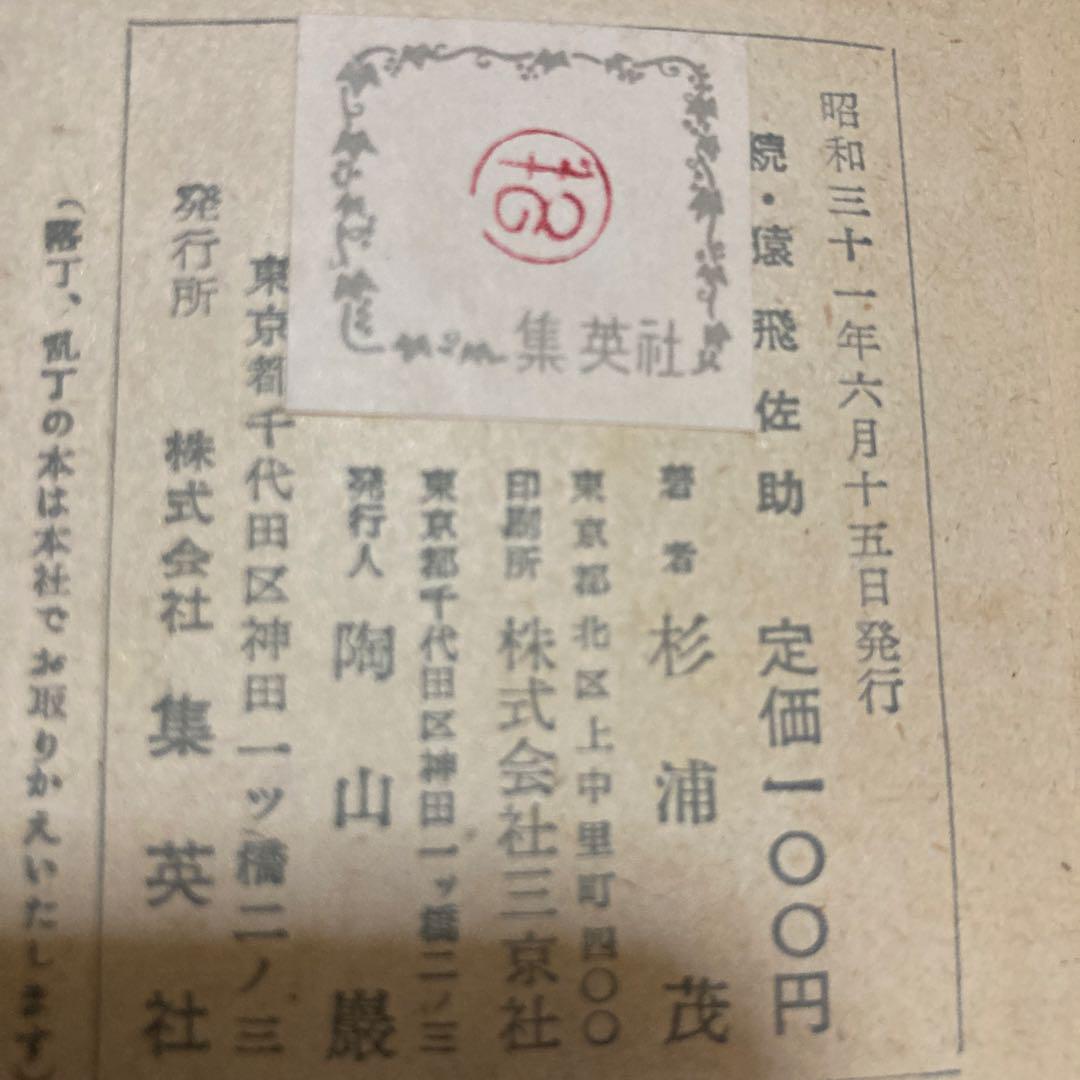 昭和三十一年六月十五日発行
続・猿飛佐助 定価一〇〇円
著者 杉浦茂
東京都北区上中里町四〇〇
印刷所 株式会社三京社
東京都千代田区神田一ッ橋二ノ三
発行人 陶山巌
東京都千代田区神田一ツ橋二ノ三
発行所 株式会社 集英社
(落丁、乱丁の本は本社でお取りかえいたします)
集英社